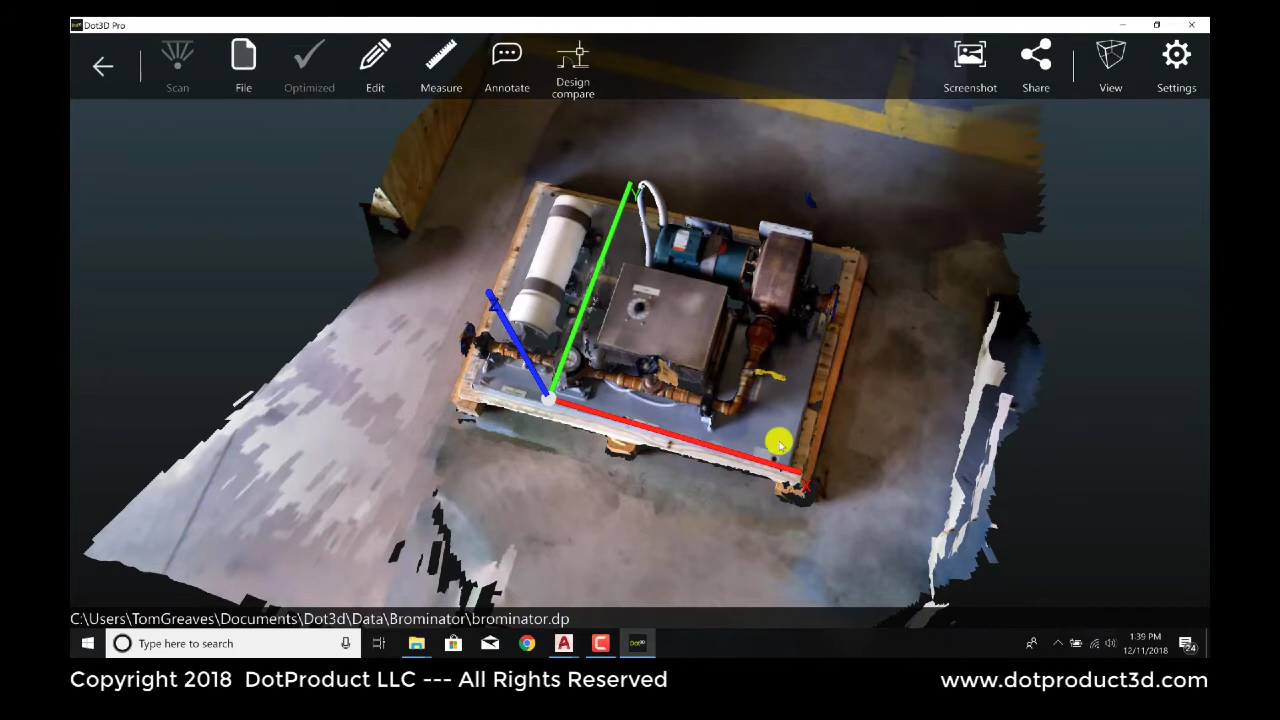 Dot3D Pro
Scan
File
Optimized
Edit
Measure
Annotate
Design
compare
Screenshot
Share
View
Settings
Y
Z
X
C:\Users\TomGreaves\Documents\Dot3d\Data\Brominator\brominator.dp
Type here to search
1:39 PM
12/11/2018
24
Copyright 2018 DotProduct LLC --- All Rights Reserved
www.dotproduct3d.com